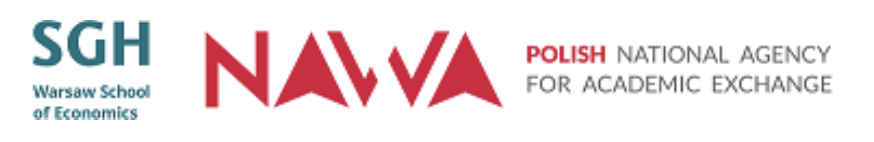 SGH
Warsaw School
of Economics
NAWA
POLISH NATIONAL AGENCY
FOR ACADEMIC EXCHANGE